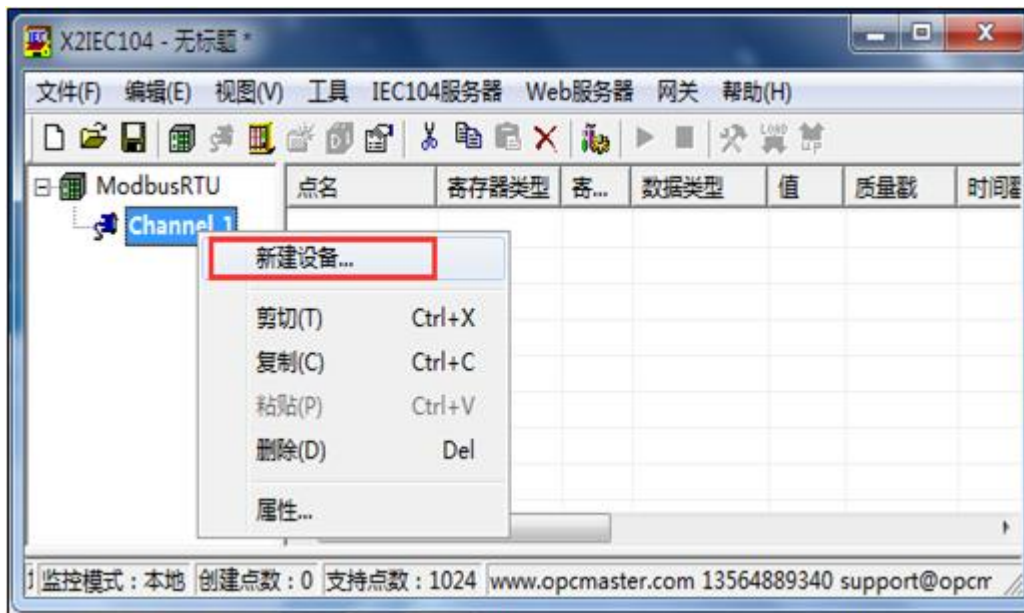 X2IEC104 - 无标题 *
文件(F) 编辑(E) 视图(V) 工具 IEC104服务器 Web服务器 网关 帮助(H)
ModbusRTU 点名 寄存器类型 寄... 数据类型 值 质量戳 时间
Channel 1
新建设备...
剪切(T) Ctrl+X
复制(C) Ctrl+C
粘贴(P) Ctrl+V
删除(D) Del
属性...
监控模式：本地 创建点数：0 支持点数：1024 www.opcmaster.com 13564889340 support@opcm